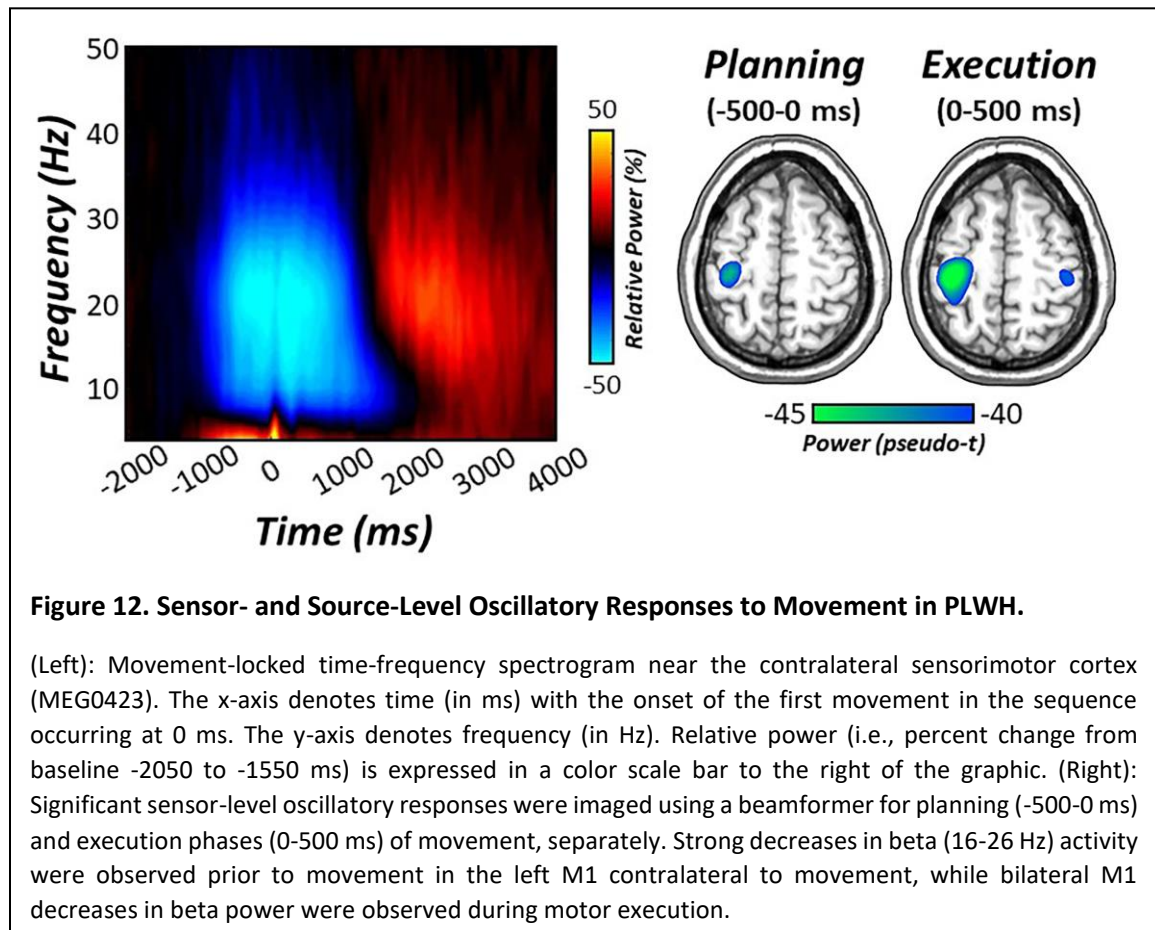 50
40
30
20
10
Frequency (Hz)
-2000
-1000
0
1000
2000
3000
4000
Time (ms)
50
-50
Relative Power (%)
Planning
(-500-0 ms)
Execution
(0-500 ms)
-45
-40
Power (pseudo-t)
Figure 12. Sensor- and Source-Level Oscillatory Responses to Movement in PLWH.
(Left): Movement-locked time-frequency spectrogram near the contralateral sensorimotor cortex
(MEG0423). The x-axis denotes time (in ms) with the onset of the first movement in the sequence
occurring at 0 ms. The y-axis denotes frequency (in Hz). Relative power (i.e., percent change from
baseline -2050 to -1550 ms) is expressed in a color scale bar to the right of the graphic. (Right):
Significant sensor-level oscillatory responses were imaged using a beamformer for planning (-500-0 ms)
and execution phases (0-500 ms) of movement, separately. Strong decreases in beta (16-26 Hz) activity
were observed prior to movement in the left M1 contralateral to movement, while bilateral M1
decreases in beta power were observed during motor execution.